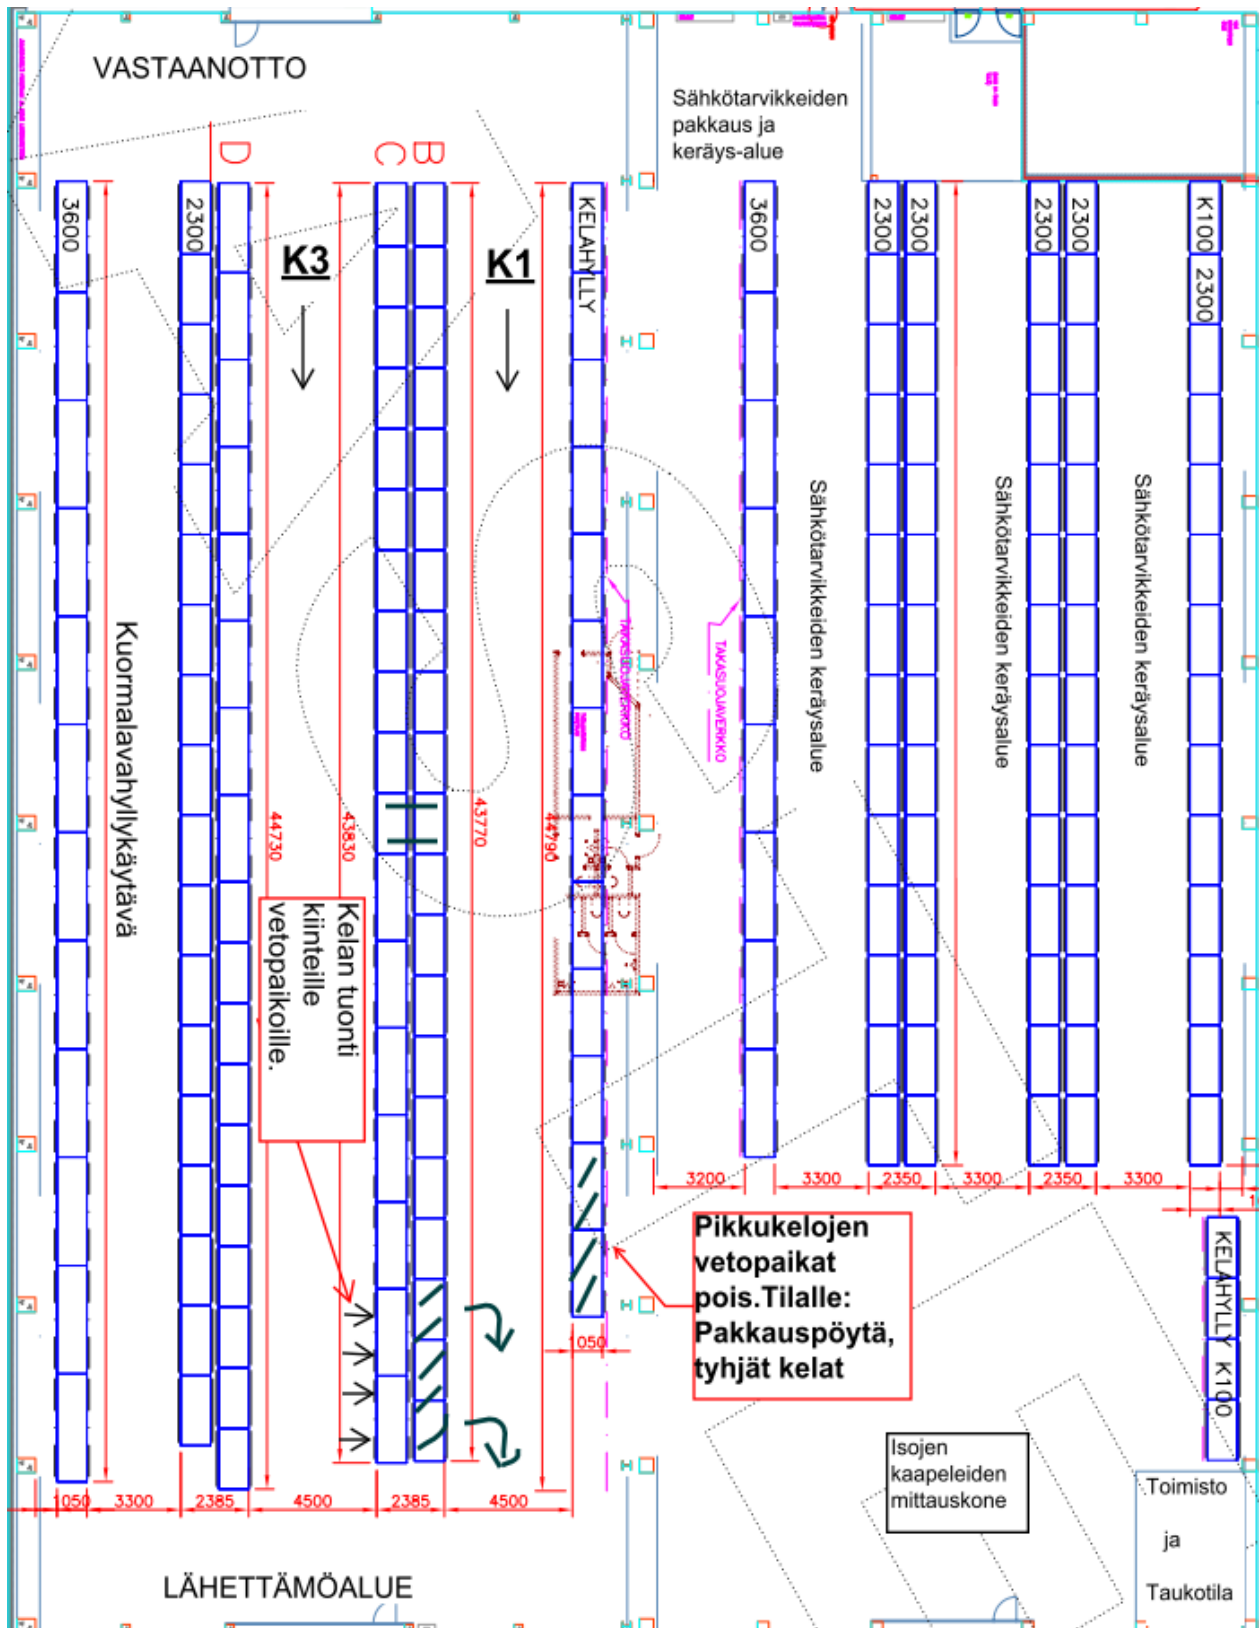 VASTAANOTTO
Sähkötarvikkeiden
pakkaus ja
keräys-alue
D
C
B
3600
2300
K3
K1
KELAHYLLY
3600
2300
2300
2300
2300
K100
2300
Kuormalavahyllykäytävä
Sähkötarvikkeiden keräysalue
Sähkötarvikkeiden keräysalue
Sähkötarvikkeiden keräysalue
TAKASUOJAVERKKO
TAKASUOJAVERKKO
44730
43830
43770
44790
Kelan tuonti
kiinteille
vetopaikoille.
3200
3300
2350
3300
2350
3300
Pikkukelojen
vetopaikat
pois.Tilalle:
Pakkauspöytä,
tyhjät kelat
KELAHYLLY K100
050
Isojen
kaapeleiden
mittauskone
Toimisto
ja
Taukotila
1050
3300
2385
4500
2385
4500
LÄHETTÄMÖALUE